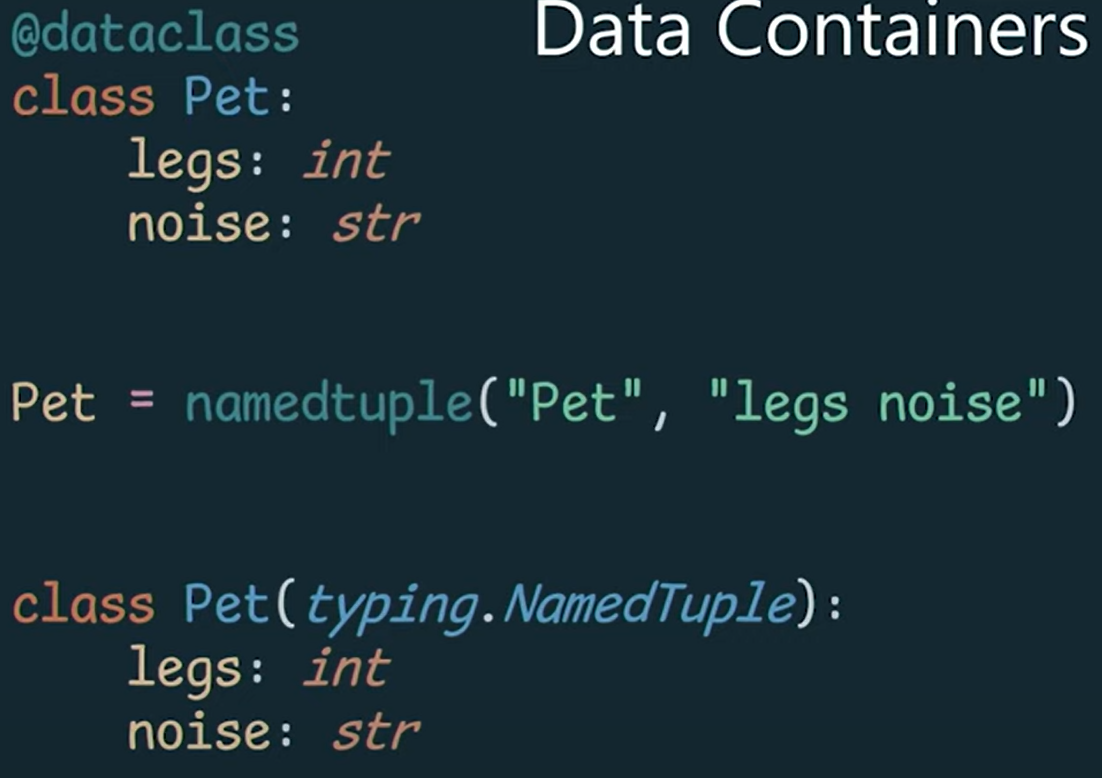 Data Containers
@dataclass
class Pet:
    legs: int
    noise: str
Pet = namedtuple("Pet", "legs noise")
class Pet(typing.NamedTuple):
    legs: int
    noise: str